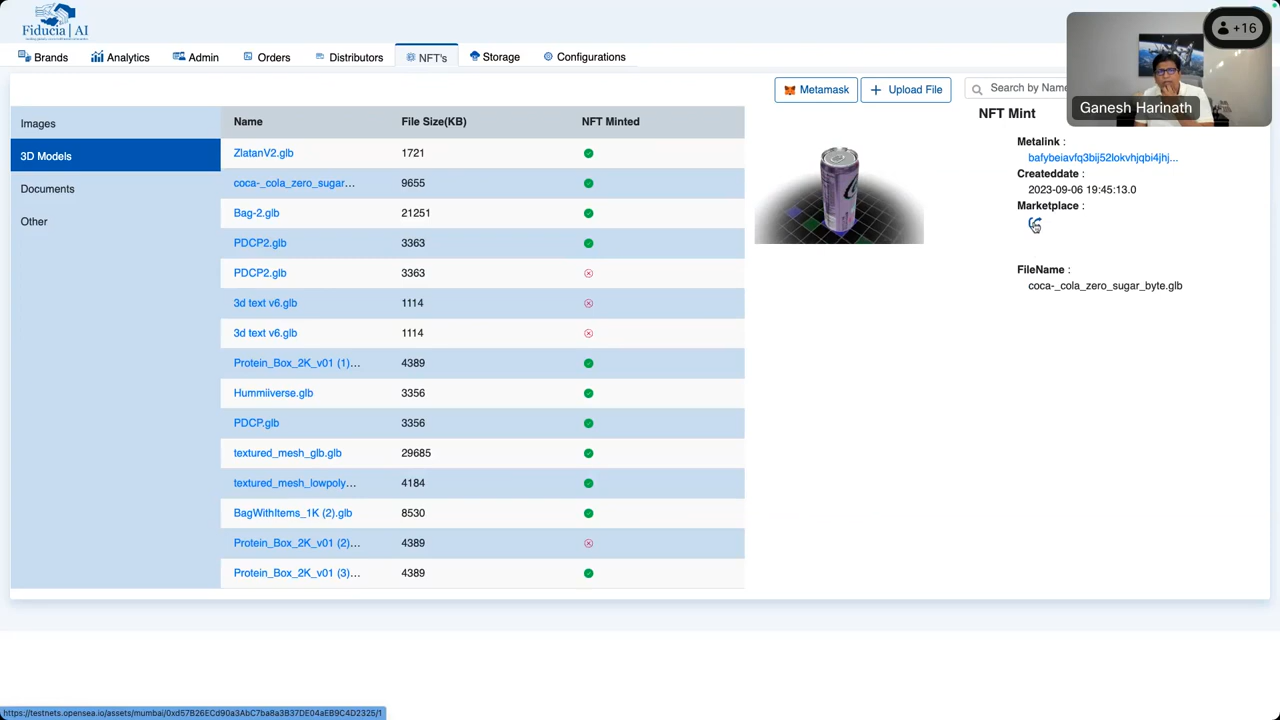 Fiducia|AI
Brands
Analytics
Admin
Orders
Distributors
NFT's
Storage
Configurations
+16
Ganesh Harinath
Metamask
+ Upload File
Search by Name
Images
3D Models
Documents
Other
Name File Size(KB) NFT Minted
ZlatanV2.glb 1721
coca-_cola_zero_sugar... 9655
Bag-2.glb 21251
PDCP2.glb 3363
PDCP2.glb 3363
3d text v6.glb 1114
3d text v6.glb 1114
Protein_Box_2K_v01 (1)... 4389
Hummiiverse.glb 3356
PDCP.glb 3356
textured_mesh_glb.glb 29685
textured_mesh_lowpoly... 4184
BagWithItems_1K (2).glb 8530
Protein_Box_2K_v01 (2)... 4389
Protein_Box_2K_v01 (3)... 4389
NFT Mint
Metalink :
bafybeiavfq3bij52lokvhjqbi4jhj...
Createddate :
2023-09-06 19:45:13.0
Marketplace :
FileName :
coca-_cola_zero_sugar_byte.glb
https://testnets.opensea.io/assets/mumbai/0xd57B26ECd90a3AbC7ba8a3B37DE04aEB9C4D2325/1